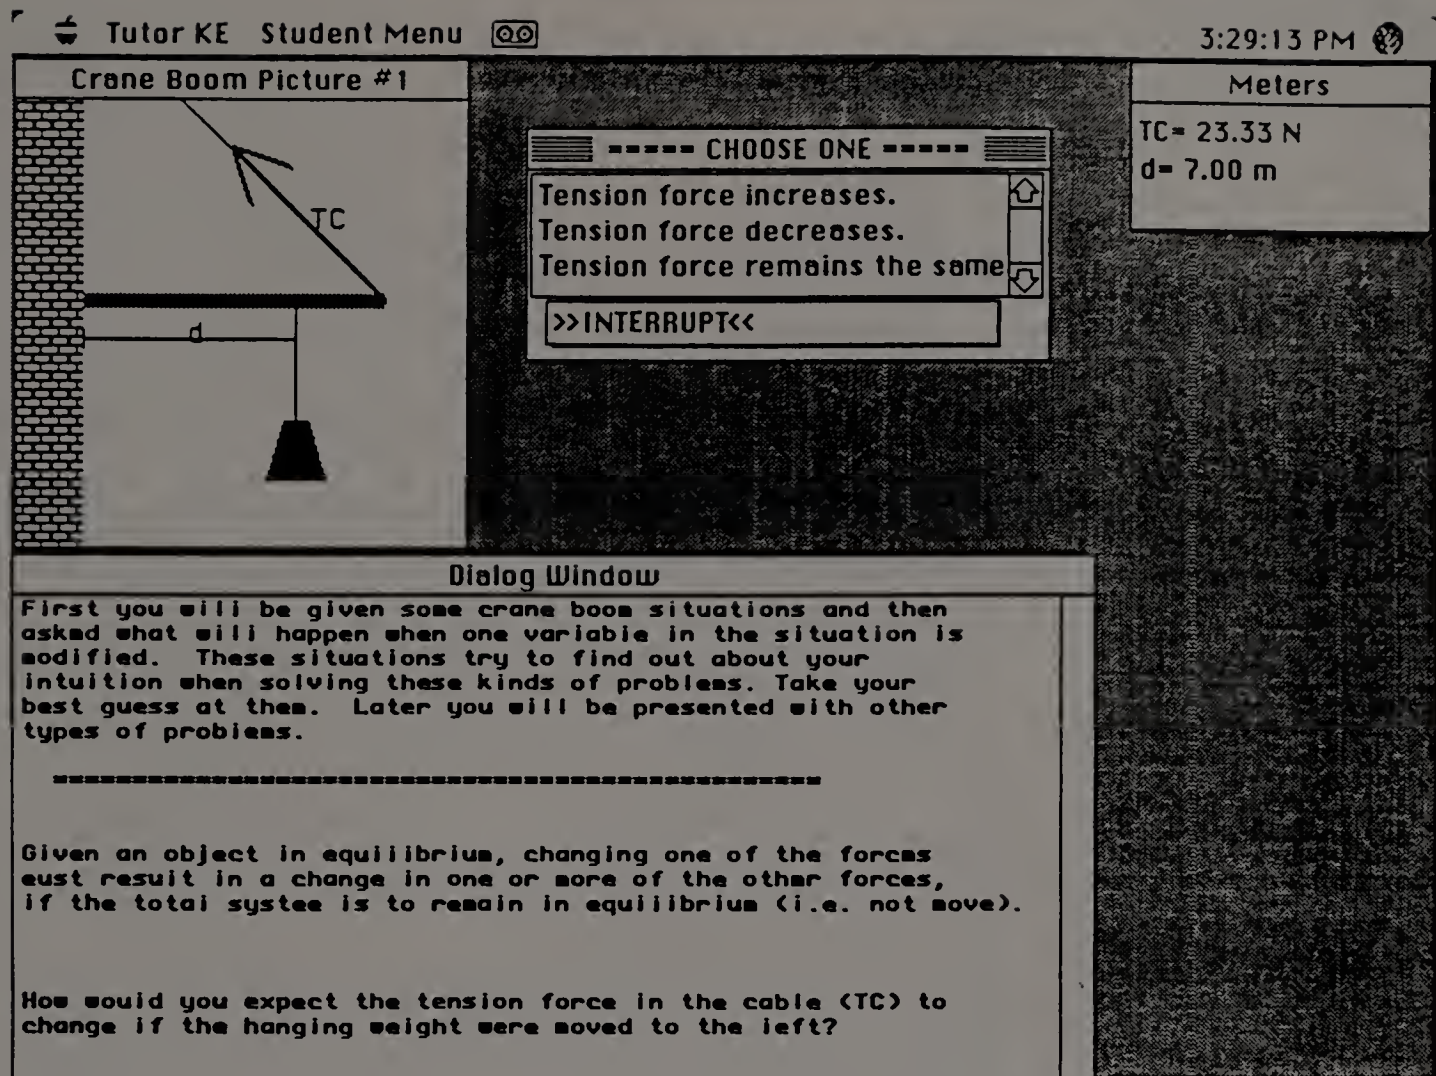 Tutor KE Student Menu
3:29:13 PM
Crane Boom Picture #1
TC
d
===== CHOOSE ONE =====
Tension force increases.
Tension force decreases.
Tension force remains the same
>>INTERRUPT<<
Meters
TC= 23.33 N
d= 7.00 m
Dialog Window
First you will be given some crane boom situations and then
asked what will happen when one variable in the situation is
modified. These situations try to find out about your
intuition when solving these kinds of problems. Take your
best guess at them. Later you will be presented with other
types of problems.
Given an object in equilibrium, changing one of the forces
must result in a change in one or more of the other forces,
if the total system is to remain in equilibrium (i.e. not move).
How would you expect the tension force in the cable (TC) to
change if the hanging weight were moved to the left?